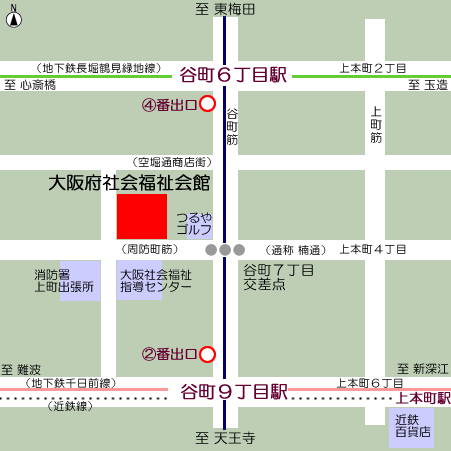 N
至 東梅田
(地下鉄長堀鶴見緑地線)
谷町6丁目駅
上本町2丁目
至 心斎橋
至 玉造
④番出口
谷町筋
上町筋
(空堀通商店街)
大阪府社会福祉会館
つるや
ゴルフ
(周防町筋)
(通称 楠通)
上本町4丁目
消防署
上町出張所
大阪社会福祉
指導センター
谷町7丁目
交差点
②番出口
至 難波
至 新深江
(地下鉄千日前線)
谷町9丁目駅
上本町6丁目
(近鉄線)
上本町駅
近鉄
百貨店
至 天王寺